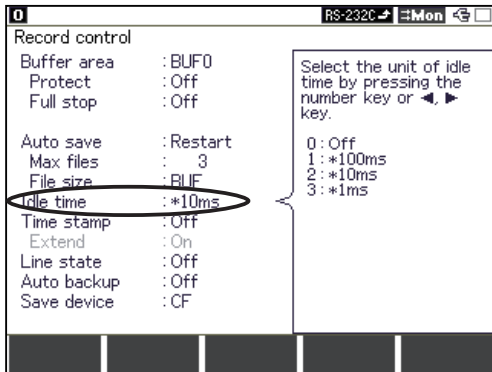 0 RS-232C Mon
Record control
Buffer area :BUF0
Protect :Off
Full stop :Off
Auto save :Restart
Max files : 3
File size :BUF
Idle time :*10ms
Time stamp :Off
Extend :On
Line state :Off
Auto backup :Off
Save device :CF
Select the unit of idle
time by pressing the
number key or ◀, ▶
key.
0:Off
1:*100ms
2:*10ms
3:*1ms